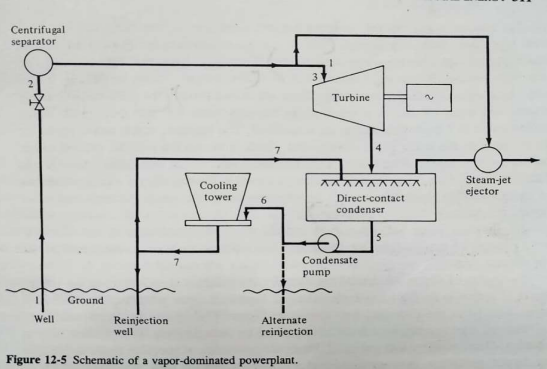 Centrifugal
separator
2
1
3
Turbine
~
4
7
Cooling
tower
6
Direct-contact
condenser
Steam-jet
ejector
5
7
Condensate
pump
1
Ground
Well
Reinjection
well
Alternate
reinjection
Figure 12-5 Schematic of a vapor-dominated powerplant.